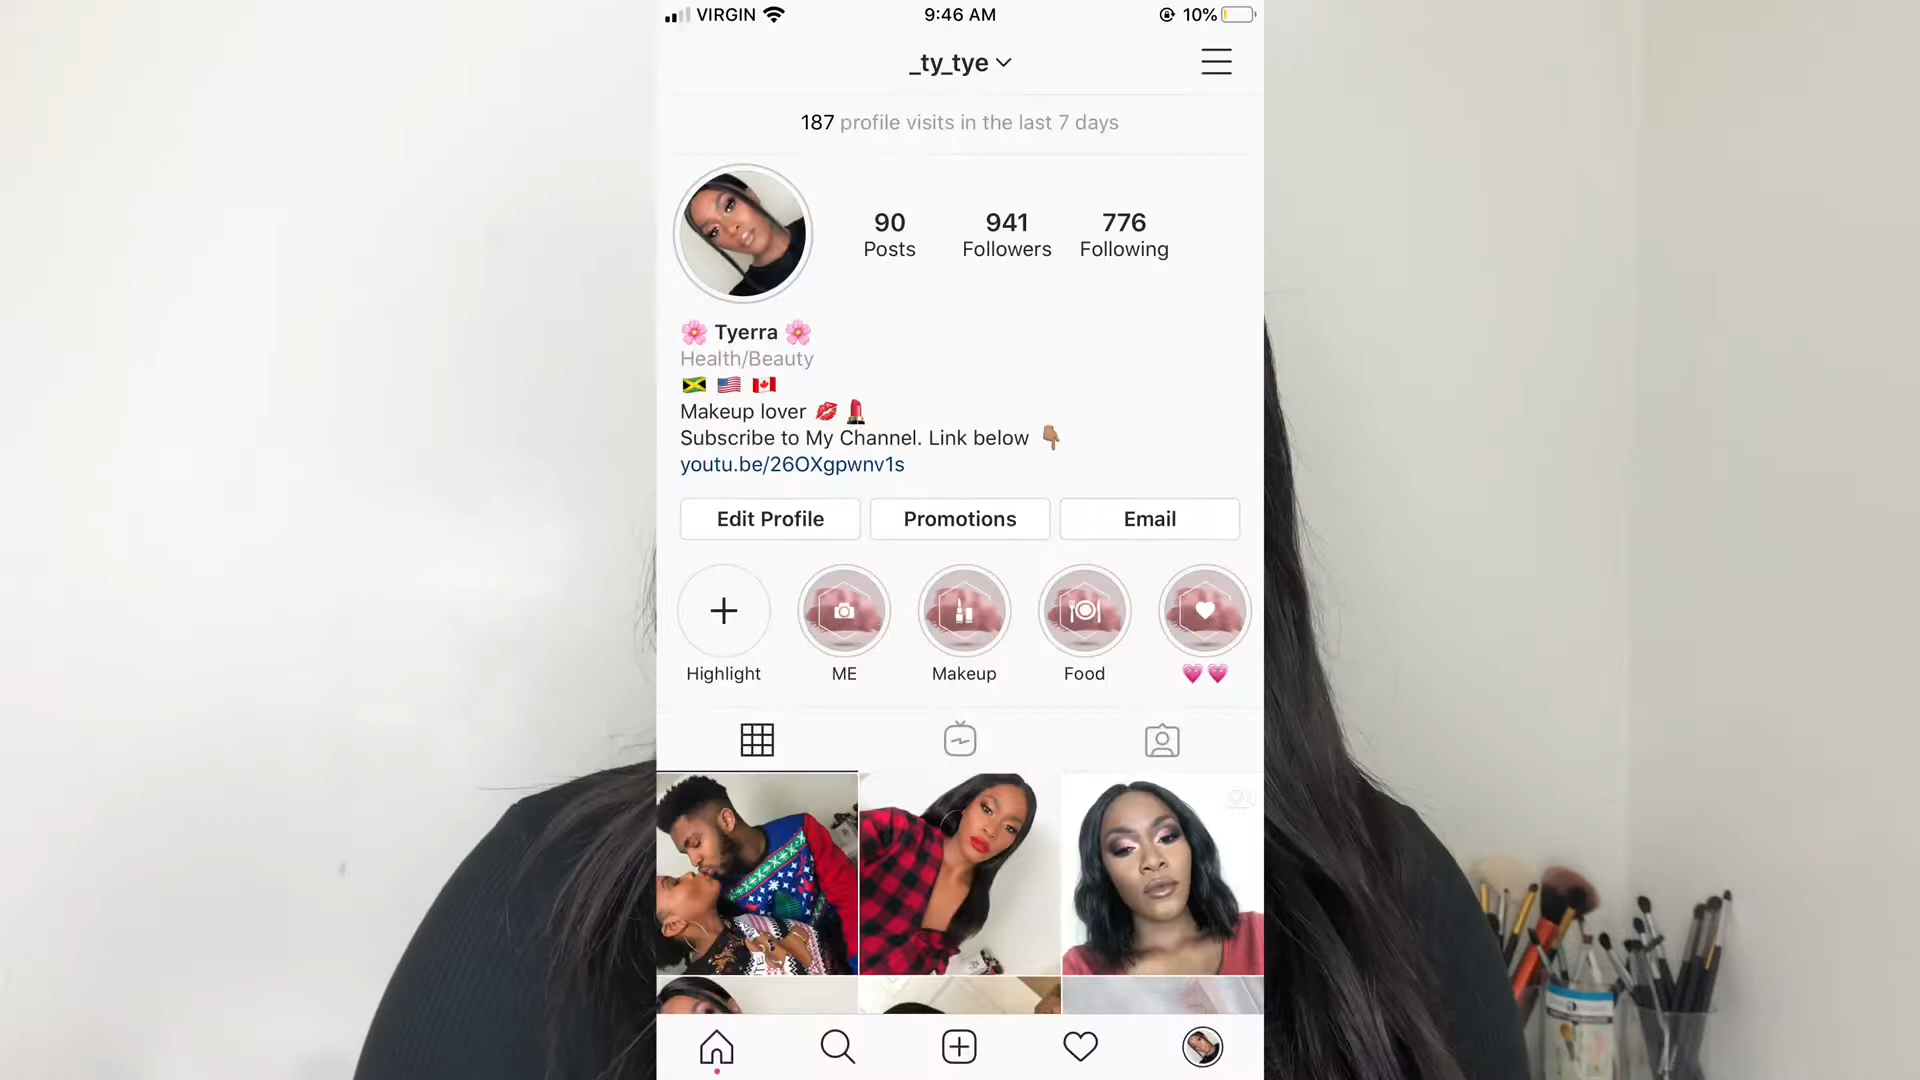 VIRGIN 9:46 AM 10%
_ty_tye
187 profile visits in the last 7 days
90 941 776
Posts Followers Following
🌸 Tyerra 🌸
Health/Beauty
🇯🇲 🇺🇸 🇨🇦
Makeup lover 💋 💄
Subscribe to My Channel. Link below 👇🏽
youtu.be/26OXgpwnv1s
Edit Profile Promotions Email
Highlight ME Makeup Food 💗💗